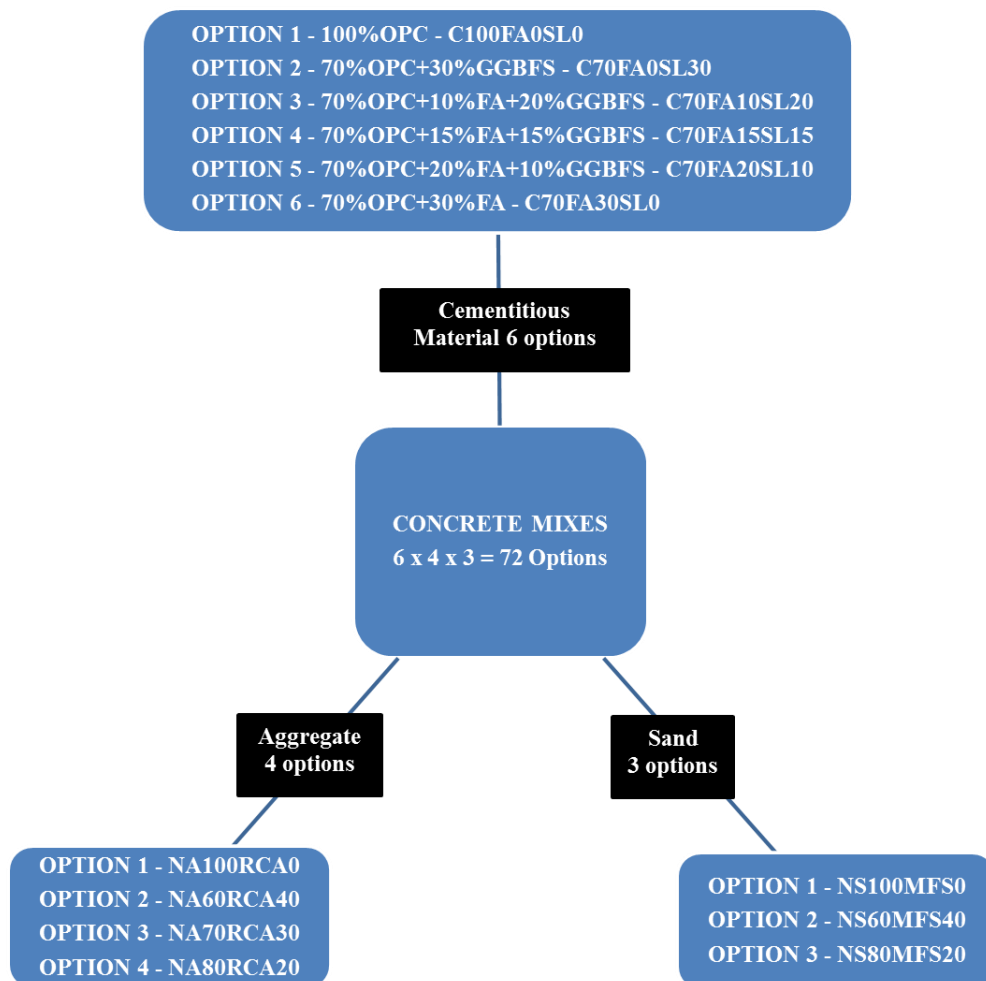 OPTION 1 - 100%OPC - C100FA0SL0
OPTION 2 - 70%OPC+30%GGBFS - C70FA0SL30
OPTION 3 - 70%OPC+10%FA+20%GGBFS - C70FA10SL20
OPTION 4 - 70%OPC+15%FA+15%GGBFS - C70FA15SL15
OPTION 5 - 70%OPC+20%FA+10%GGBFS - C70FA20SL10
OPTION 6 - 70%OPC+30%FA - C70FA30SL0
Cementitious
Material 6 options
CONCRETE MIXES
6 x 4 x 3 = 72 Options
Aggregate
4 options
Sand
3 options
OPTION 1 - NA100RCA0
OPTION 2 - NA60RCA40
OPTION 3 - NA70RCA30
OPTION 4 - NA80RCA20
OPTION 1 - NS100MFS0
OPTION 2 - NS60MFS40
OPTION 3 - NS80MFS20